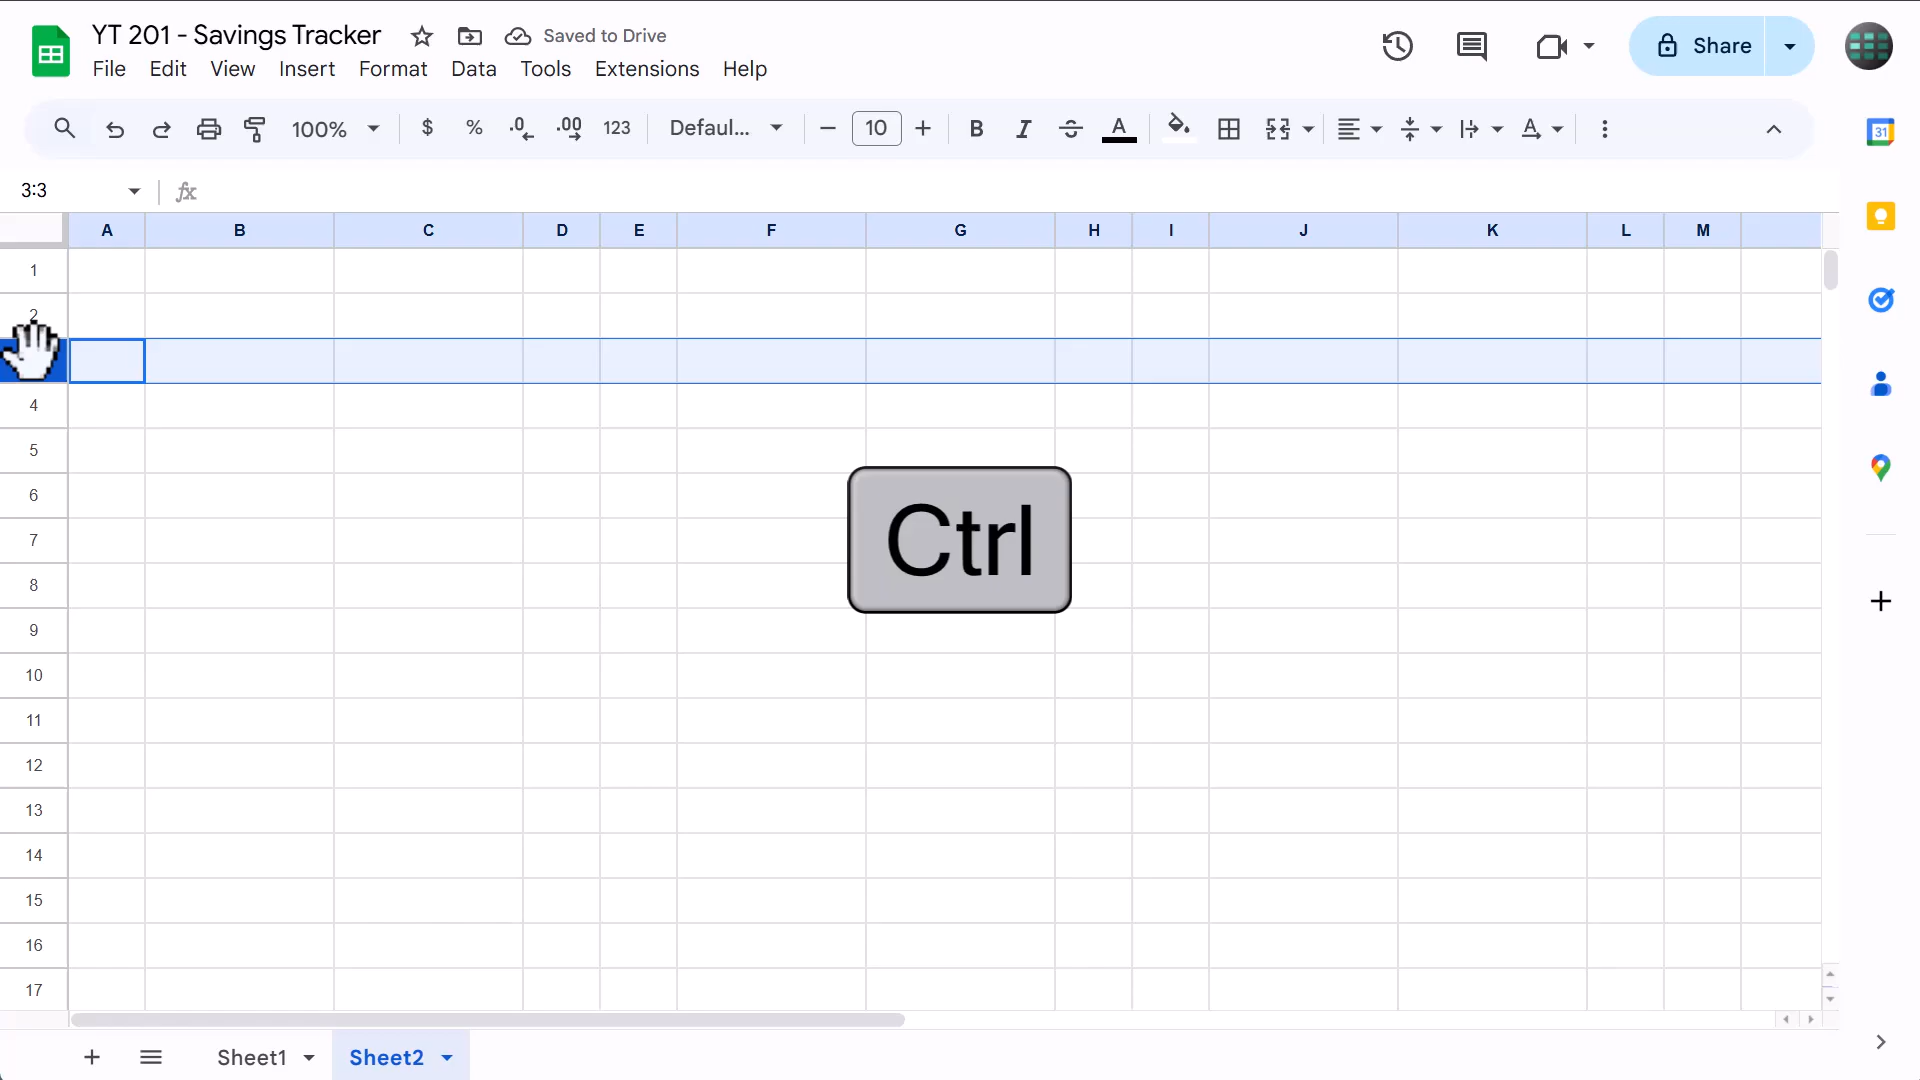 YT 201 - Savings Tracker
Saved to Drive
File Edit View Insert Format Data Tools Extensions Help
Share
100% $ % .0 .00 123 Defaul... 10 B I S A A
31
3:3 fx
A B C D E F G H I J K L M
1
2
4
5
6
7
8
9
10
11
12
13
14
15
16
17
Ctrl
Sheet1 Sheet2